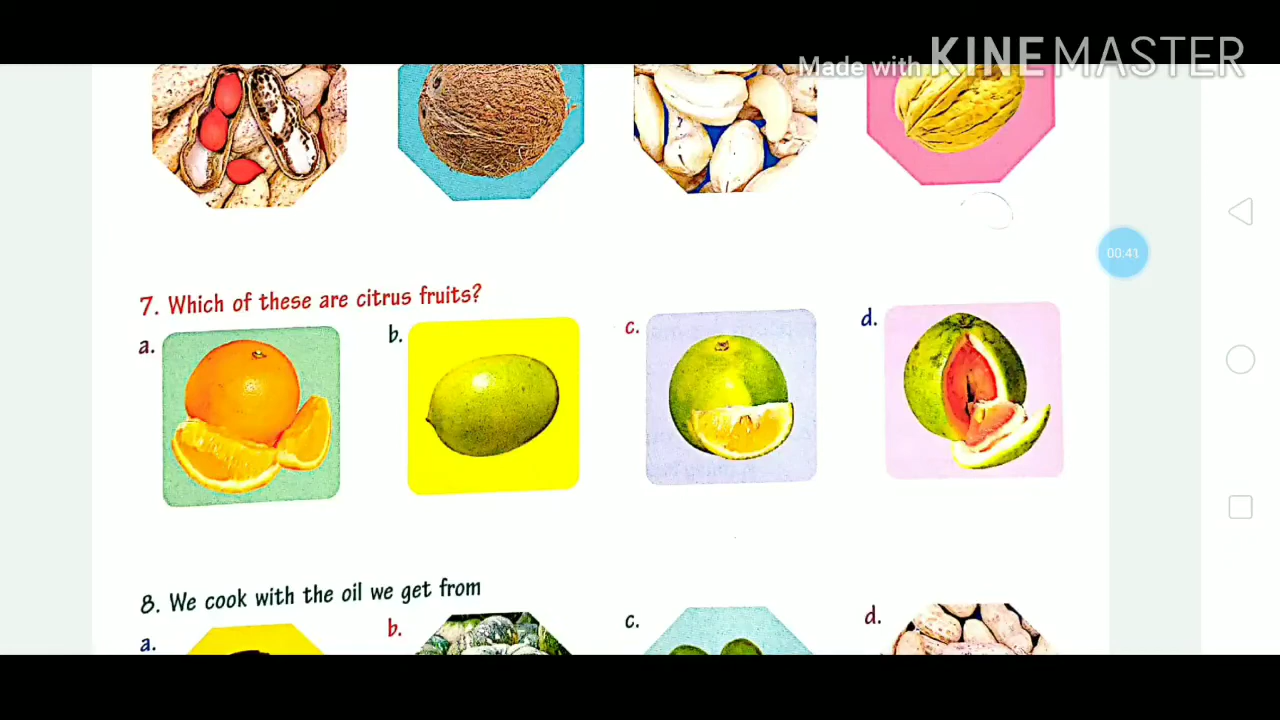 Made with KINEMASTER
00:41
7. Which of these are citrus fruits?
a.
b.
c.
d.
8. We cook with the oil we get from
a.
b.
c.
d.